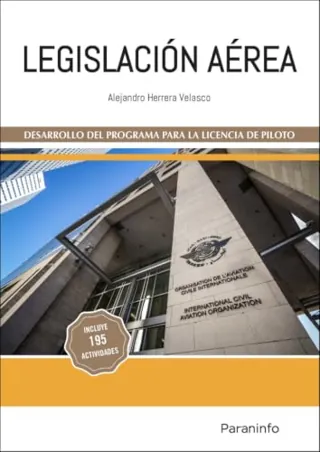 LEGISLACIÓN AÉREA
Alejandro Herrera Velasco
DESARROLLO DEL PROGRAMA PARA LA LICENCIA DE PILOTO
ORGANISATION DE L'AVIATION
CIVILE INTERNATIONALE
INTERNATIONAL CIVIL
AVIATION ORGANIZATION
INCLUYE
195
ACTIVIDADES
Paraninfo